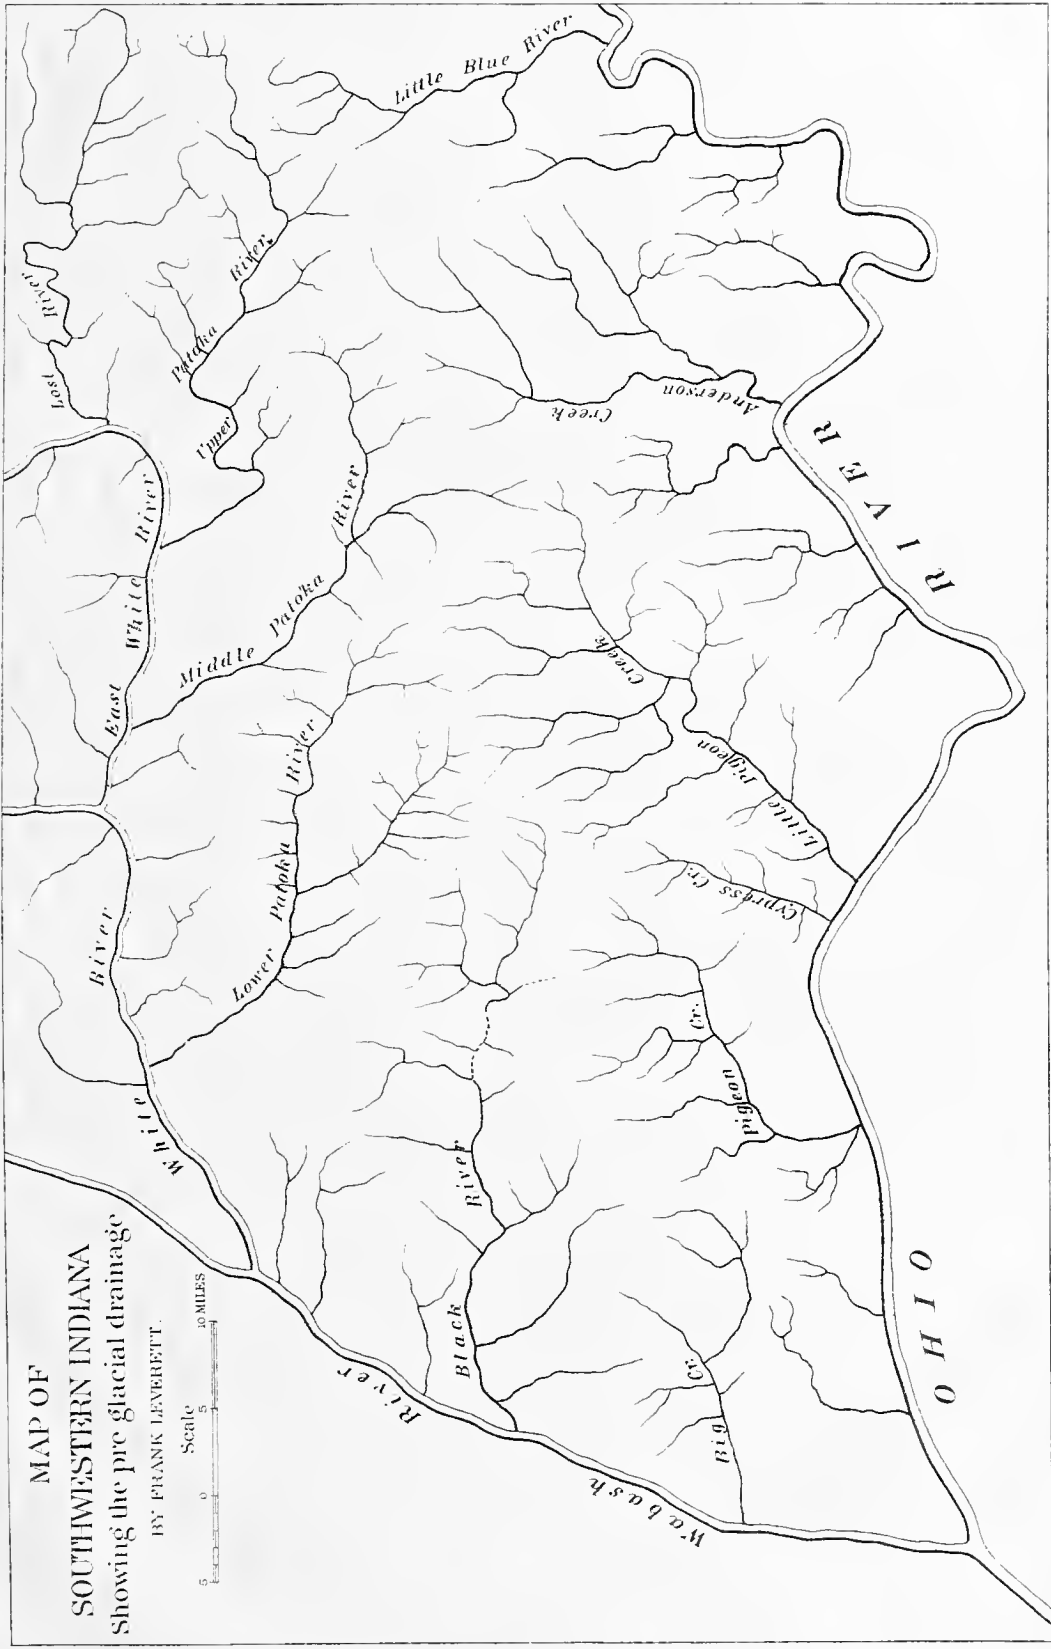 MAP OF
SOUTHWESTERN INDIANA
Showing the pre glacial drainage
BY FRANK LEVERETT.
Scale
5 0 5 10 MILES
Lost River
East White River
White River
Upper Patoka River
Middle Patoka River
Lower Patoka River
Little Blue River
Anderson Creek
Little Pigeon Creek
Cypress Cr.
Pigeon Cr.
Black River
Big Cr.
Wabash River
OHIO RIVER